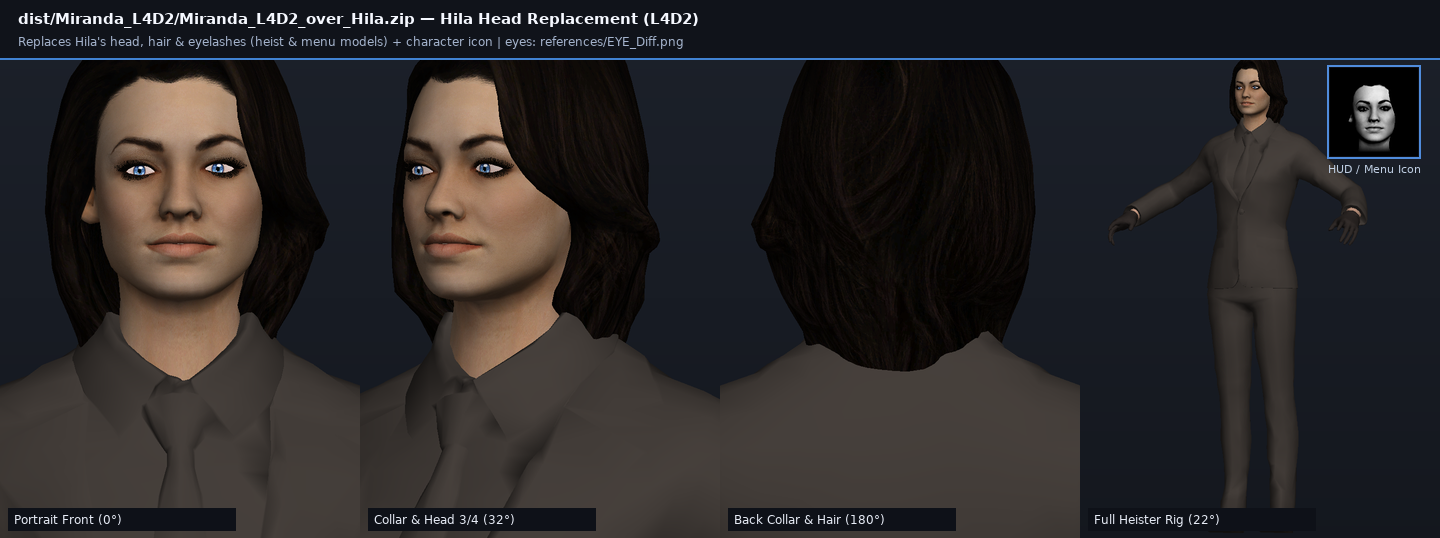 dist/Miranda_L4D2/Miranda_L4D2_over_Hila.zip — Hila Head Replacement (L4D2)
Replaces Hila's head, hair & eyelashes (heist & menu models) + character icon | eyes: references/EYE_Diff.png
HUD / Menu Icon
Portrait Front (0°)
Collar & Head 3/4 (32°)
Back Collar & Hair (180°)
Full Heister Rig (22°)